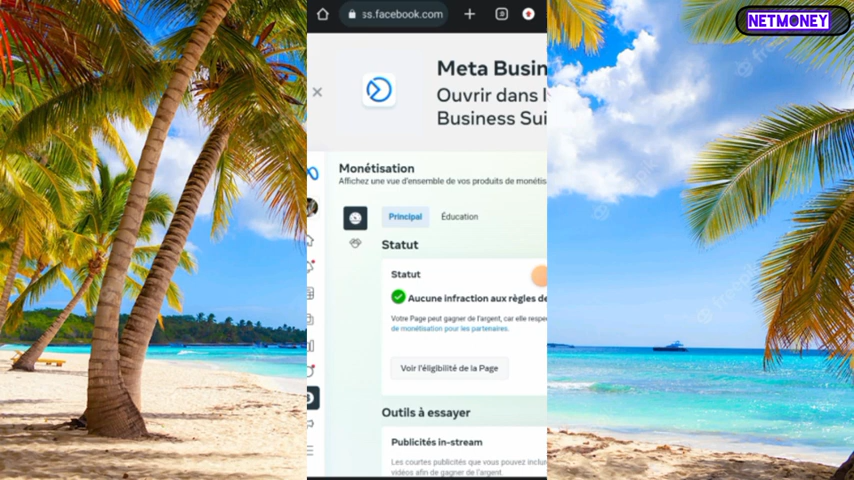 NETMONEY
ss.facebook.com
Meta Busin
Ouvrir dans l
Business Sui
Monétisation
Affichez une vue d'ensemble de vos produits de monétis
Principal
Éducation
Statut
Statut
Aucune infraction aux règles de
Votre Page peut gagner de l'argent, car elle respec
de monétisation pour les partenaires.
Voir l'éligibilité de la Page
Outils à essayer
Publicités in-stream
Les courtes publicités que vous pouvez inclur
vidéos afin de gagner de l'argent.